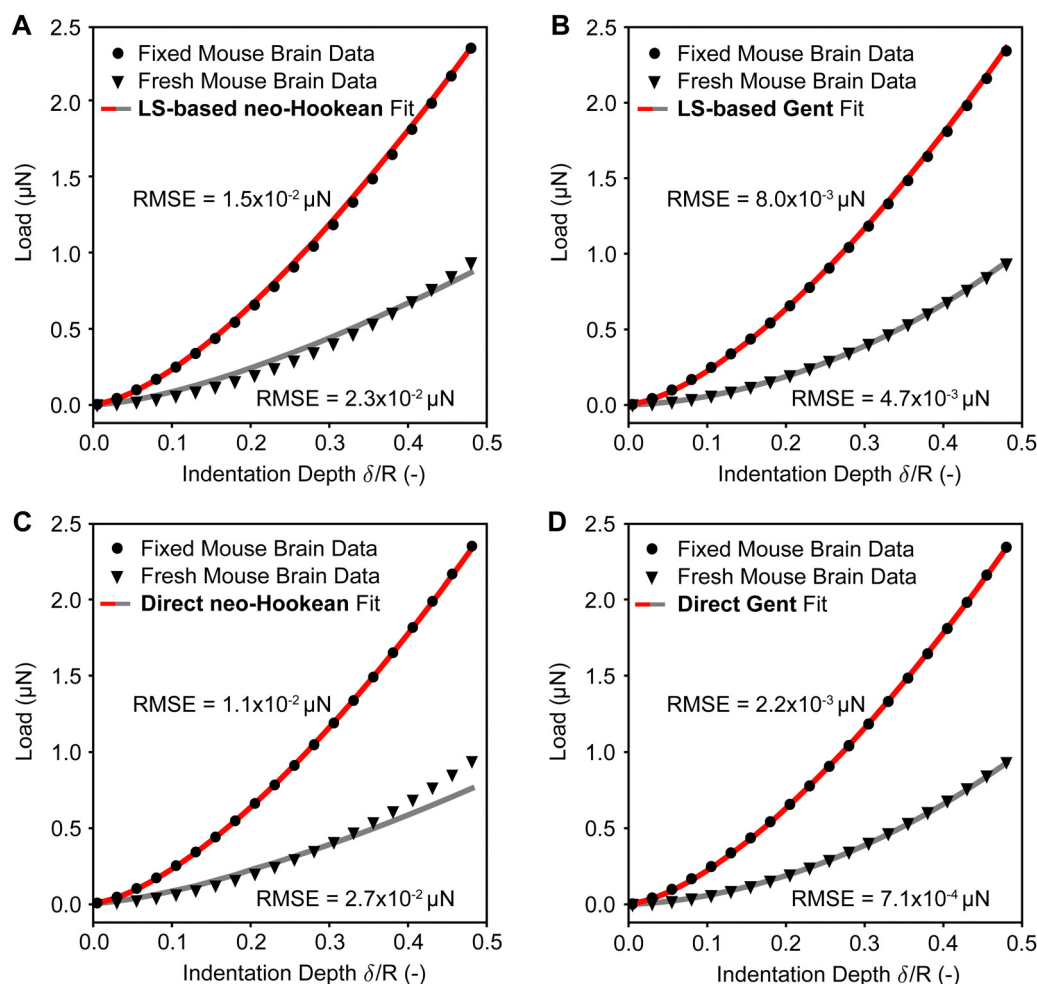 A
2.5
2.0
1.5
1.0
0.5
0.0
Load (µN)
● Fixed Mouse Brain Data
▼ Fresh Mouse Brain Data
LS-based neo-Hookean Fit
RMSE = 1.5x10⁻² µN
RMSE = 2.3x10⁻² µN
0.0 0.1 0.2 0.3 0.4 0.5
Indentation Depth δ/R (-)
B
2.5
2.0
1.5
1.0
0.5
0.0
Load (µN)
● Fixed Mouse Brain Data
▼ Fresh Mouse Brain Data
LS-based Gent Fit
RMSE = 8.0x10⁻³ µN
RMSE = 4.7x10⁻³ µN
0.0 0.1 0.2 0.3 0.4 0.5
Indentation Depth δ/R (-)
C
2.5
2.0
1.5
1.0
0.5
0.0
Load (µN)
● Fixed Mouse Brain Data
▼ Fresh Mouse Brain Data
Direct neo-Hookean Fit
RMSE = 1.1x10⁻² µN
RMSE = 2.7x10⁻² µN
0.0 0.1 0.2 0.3 0.4 0.5
Indentation Depth δ/R (-)
D
2.5
2.0
1.5
1.0
0.5
0.0
Load (µN)
● Fixed Mouse Brain Data
▼ Fresh Mouse Brain Data
Direct Gent Fit
RMSE = 2.2x10⁻³ µN
RMSE = 7.1x10⁻⁴ µN
0.0 0.1 0.2 0.3 0.4 0.5
Indentation Depth δ/R (-)